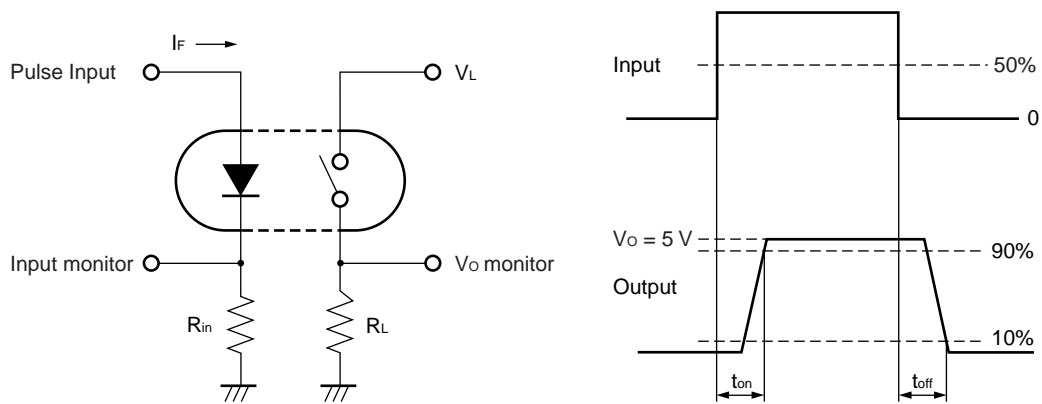 IF
Pulse Input
VL
Input monitor
VO monitor
Rin
RL
Input
50%
0
VO = 5 V
90%
Output
10%
ton
toff